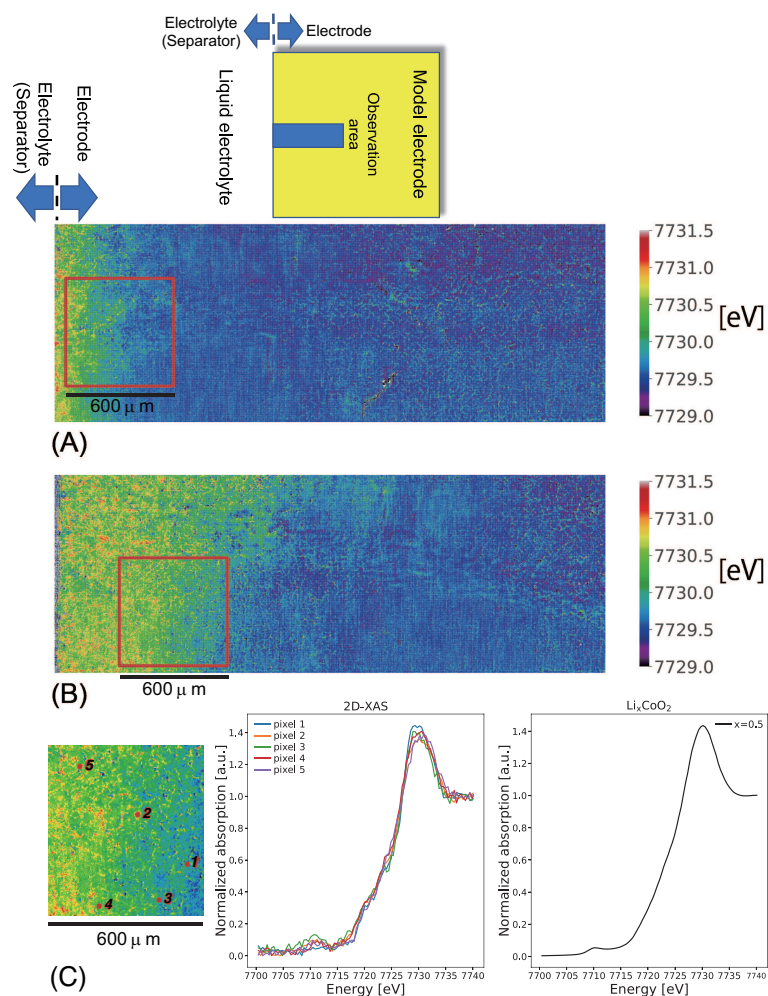 Electrolyte
(Separator)
Electrode
Electrolyte
(Separator)
Electrode
Liquid electrolyte
Observation
area
Model electrode
7731.5
7731.0
7730.5
7730.0
7729.5
7729.0
[eV]
600 μ m
(A)
7731.5
7731.0
7730.5
7730.0
7729.5
7729.0
[eV]
600 μ m
(B)
5
2
1
3
4
600 μ m
(C)
2D-XAS
pixel 1
pixel 2
pixel 3
pixel 4
pixel 5
Normalized absorption [a.u.]
1.4
1.2
1.0
0.8
0.6
0.4
0.2
0.0
7700 7705 7710 7715 7720 7725 7730 7735 7740
Energy [eV]
LiₓCoO₂
x=0.5
Normalized absorption [a.u.]
1.4
1.2
1.0
0.8
0.6
0.4
0.2
0.0
7700 7705 7710 7715 7720 7725 7730 7735 7740
Energy [eV]